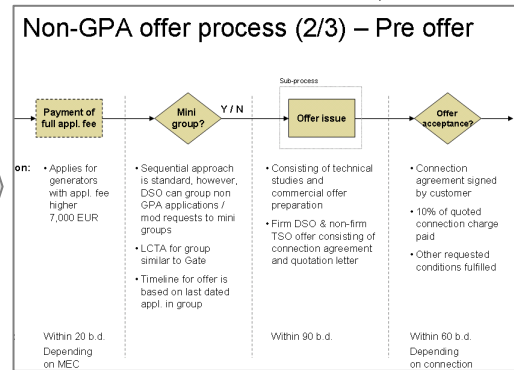 Non-GPA offer process (2/3) – Pre offer
Sub-process
Payment of
full appl. fee
Mini
group?
Y / N
Offer issue
Offer
acceptance?
on:
• Applies for
generators
with appl. fee
higher
7,000 EUR
• Sequential approach
is standard, however,
DSO can group non
GPA applications /
mod requests to mini
groups
• LCTA for group
similar to Gate
• Timeline for offer is
based on last dated
appl. in group
• Consisting of technical
studies and
commercial offer
preparation
• Firm DSO & non-firm
TSO offer consisting of
connection agreement
and quotation letter
• Connection
agreement signed
by customer
• 10% of quoted
connection charge
paid
• Other requested
conditions fulfilled
Within 20 b.d.
Depending
on MEC
Within 90 b.d.
Within 60 b.d.
Depending
on connection